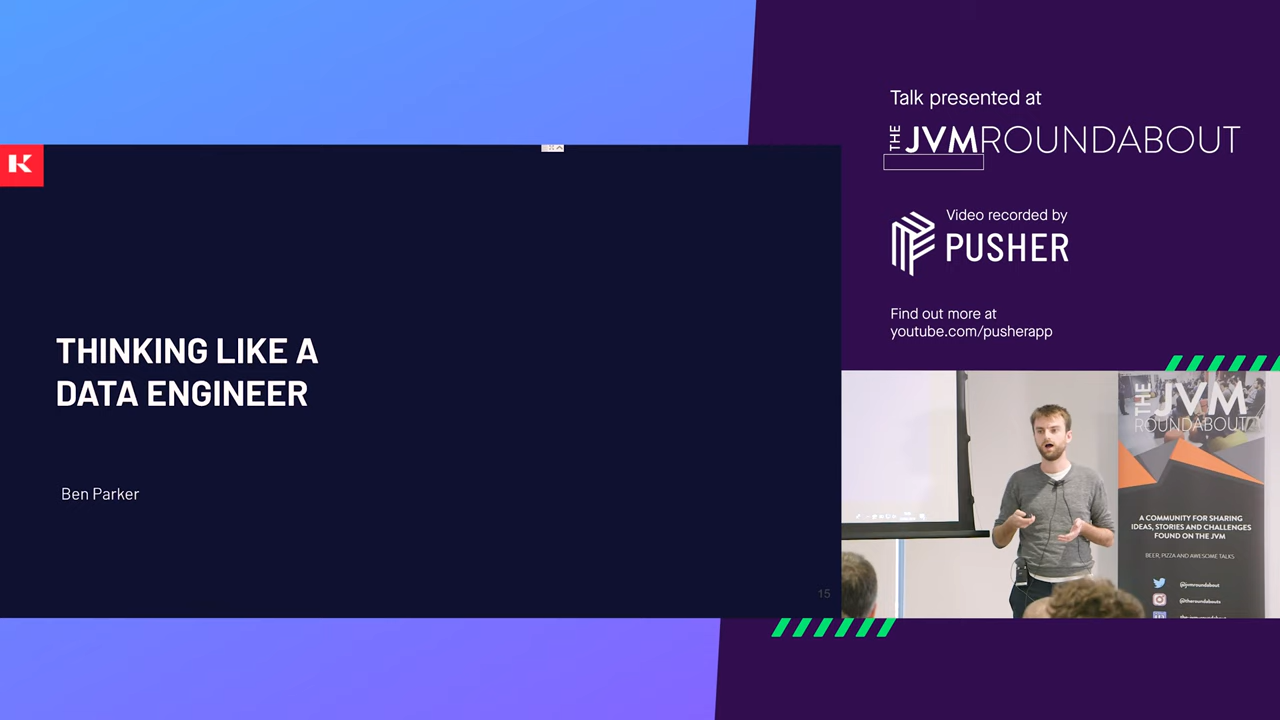 K
THINKING LIKE A
DATA ENGINEER
Ben Parker
15
Talk presented at
THE JVMROUNDABOUT
Video recorded by
PUSHER
Find out more at
youtube.com/pusherapp
THE JVM
ROUNDABOUT
A COMMUNITY FOR SHARING
IDEAS, STORIES AND CHALLENGES
FOUND ON THE JVM
BEER, PIZZA AND AWESOME TALKS
@jvmroundabout
@theroundabouts